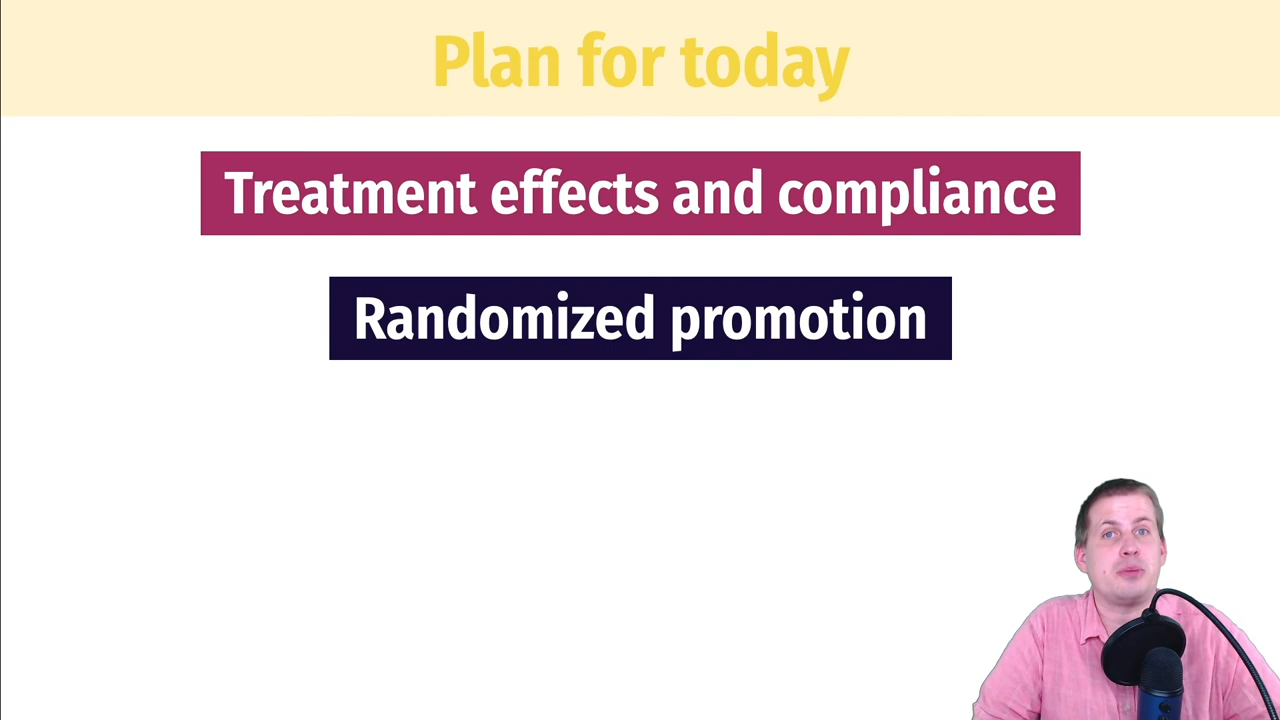 Plan for today
Treatment effects and compliance
Randomized promotion